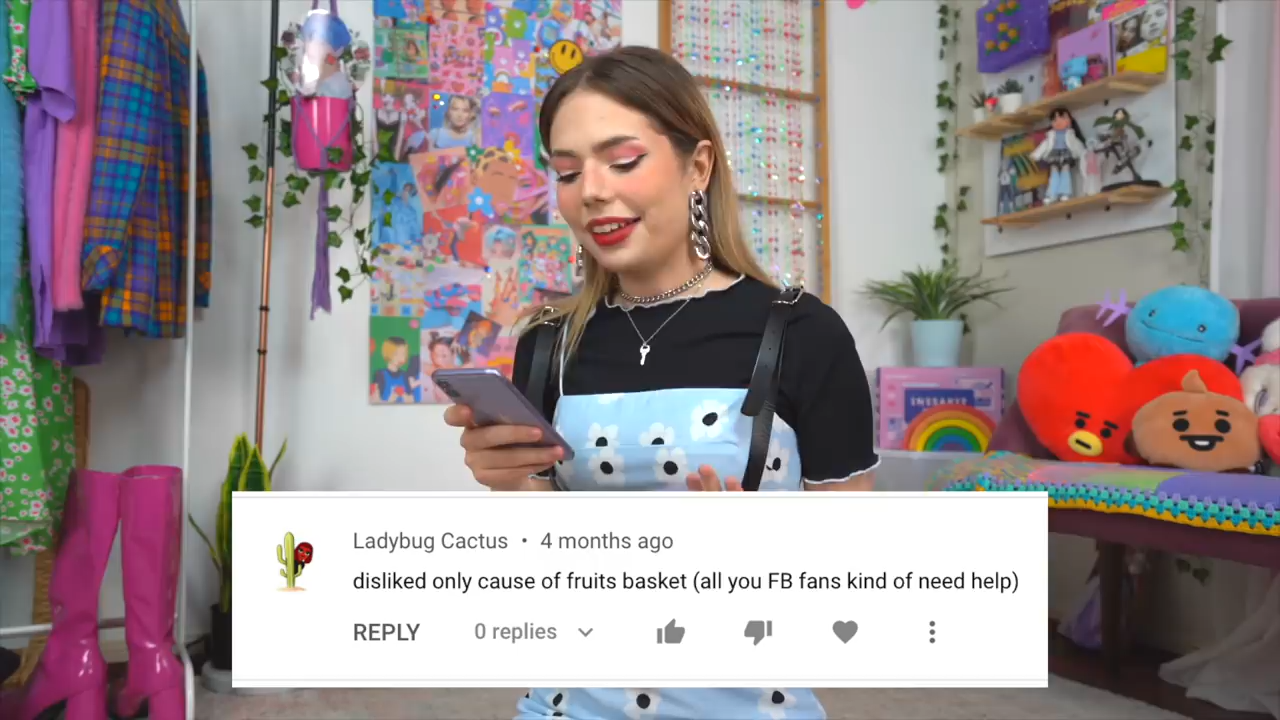 Ladybug Cactus • 4 months ago
disliked only cause of fruits basket (all you FB fans kind of need help)
REPLY 0 replies